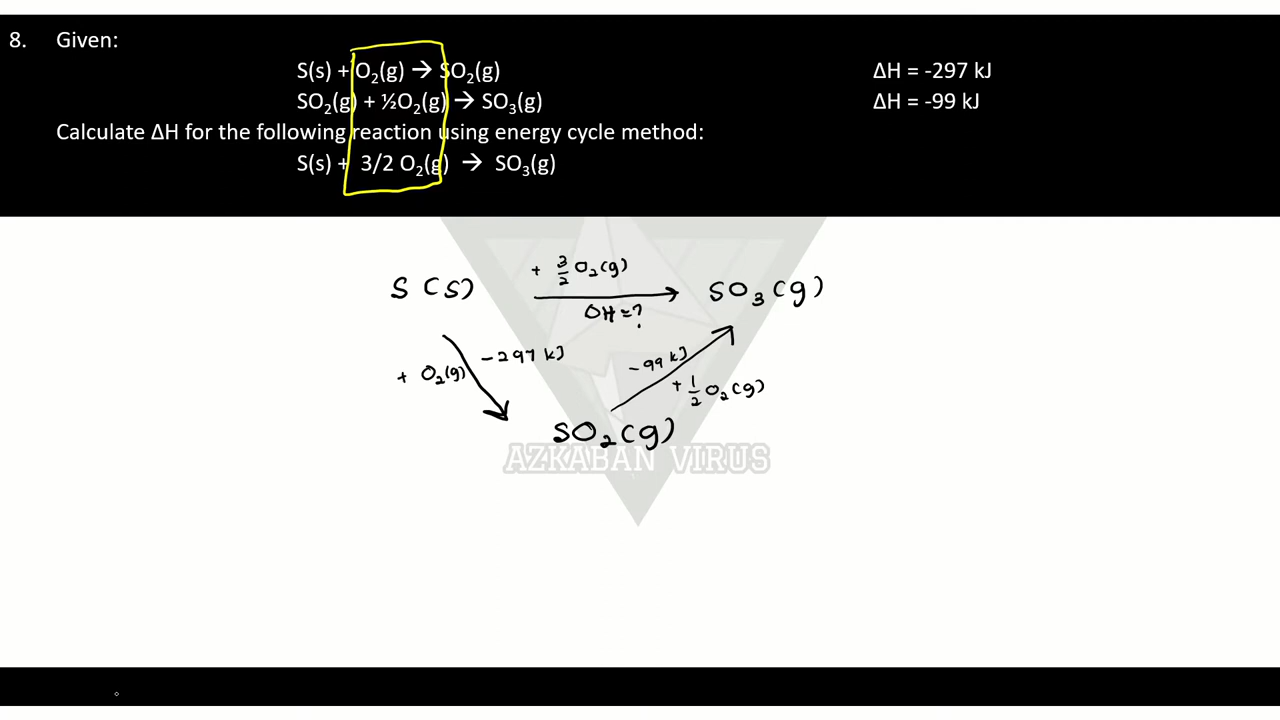 8. Given:
S(s) + O₂(g) → SO₂(g) ΔH = -297 kJ
SO₂(g) + ½O₂(g) → SO₃(g) ΔH = -99 kJ
Calculate ΔH for the following reaction using energy cycle method:
S(s) + 3/2 O₂(g) → SO₃(g)
+ 3/2 O₂(g)
S (s) → SO₃(g)
ΔH = ?
-297 kJ
-99 kJ
+ O₂(g)
+ 1/2 O₂(g)
SO₂(g)
AZKABAN VIRUS